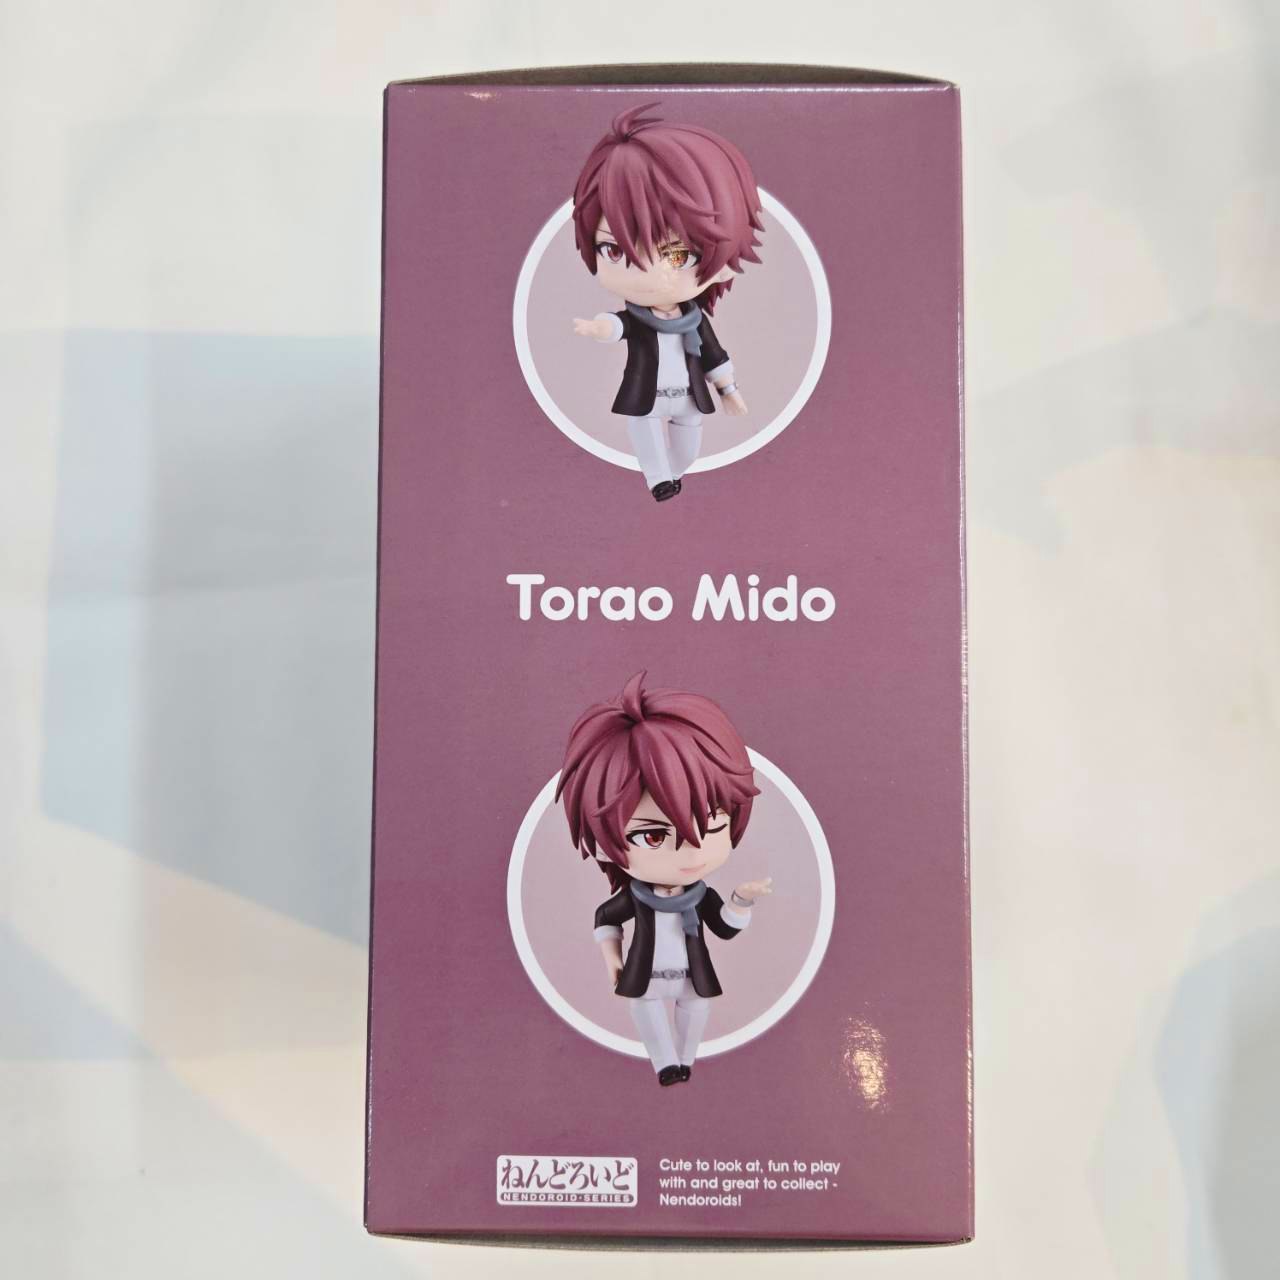 Torao Mido
ねんどろいど
NENDOROID・SERIES
Cute to look at, fun to play
with and great to collect -
Nendoroids!